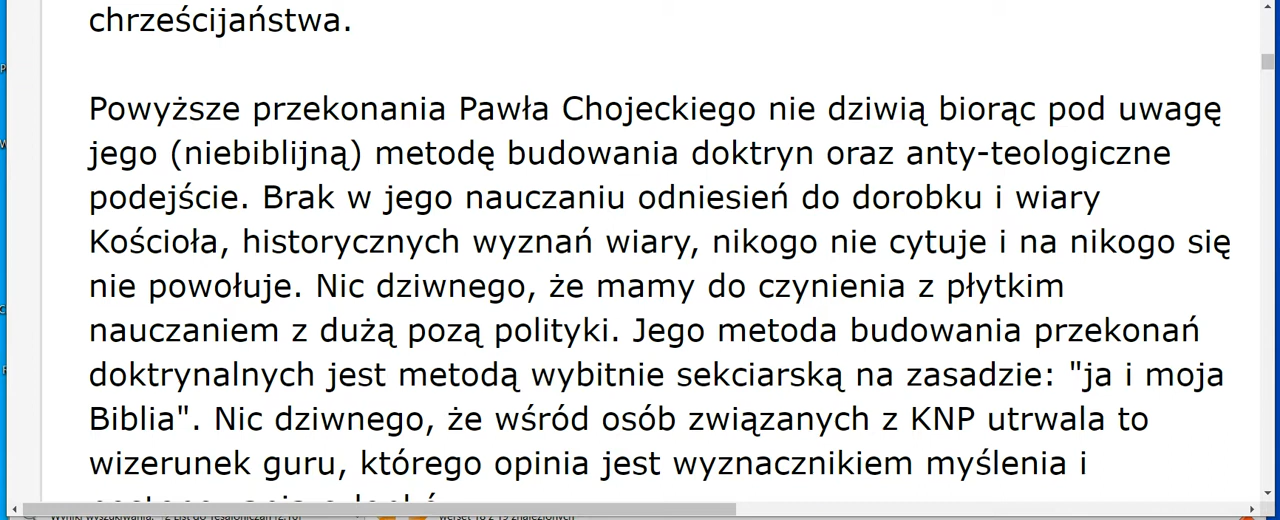 chrześcijaństwa.
Powyższe przekonania Pawła Chojeckiego nie dziwią biorąc pod uwagę
jego (niebiblijną) metodę budowania doktryn oraz anty-teologiczne
podejście. Brak w jego nauczaniu odniesień do dorobku i wiary
Kościoła, historycznych wyznań wiary, nikogo nie cytuje i na nikogo się
nie powołuje. Nic dziwnego, że mamy do czynienia z płytkim
nauczaniem z dużą pozą polityki. Jego metoda budowania przekonań
doktrynalnych jest metodą wybitnie sekciarską na zasadzie: "ja i moja
Biblia". Nic dziwnego, że wśród osób związanych z KNP utrwala to
wizerunek guru, którego opinia jest wyznacznikiem myślenia i